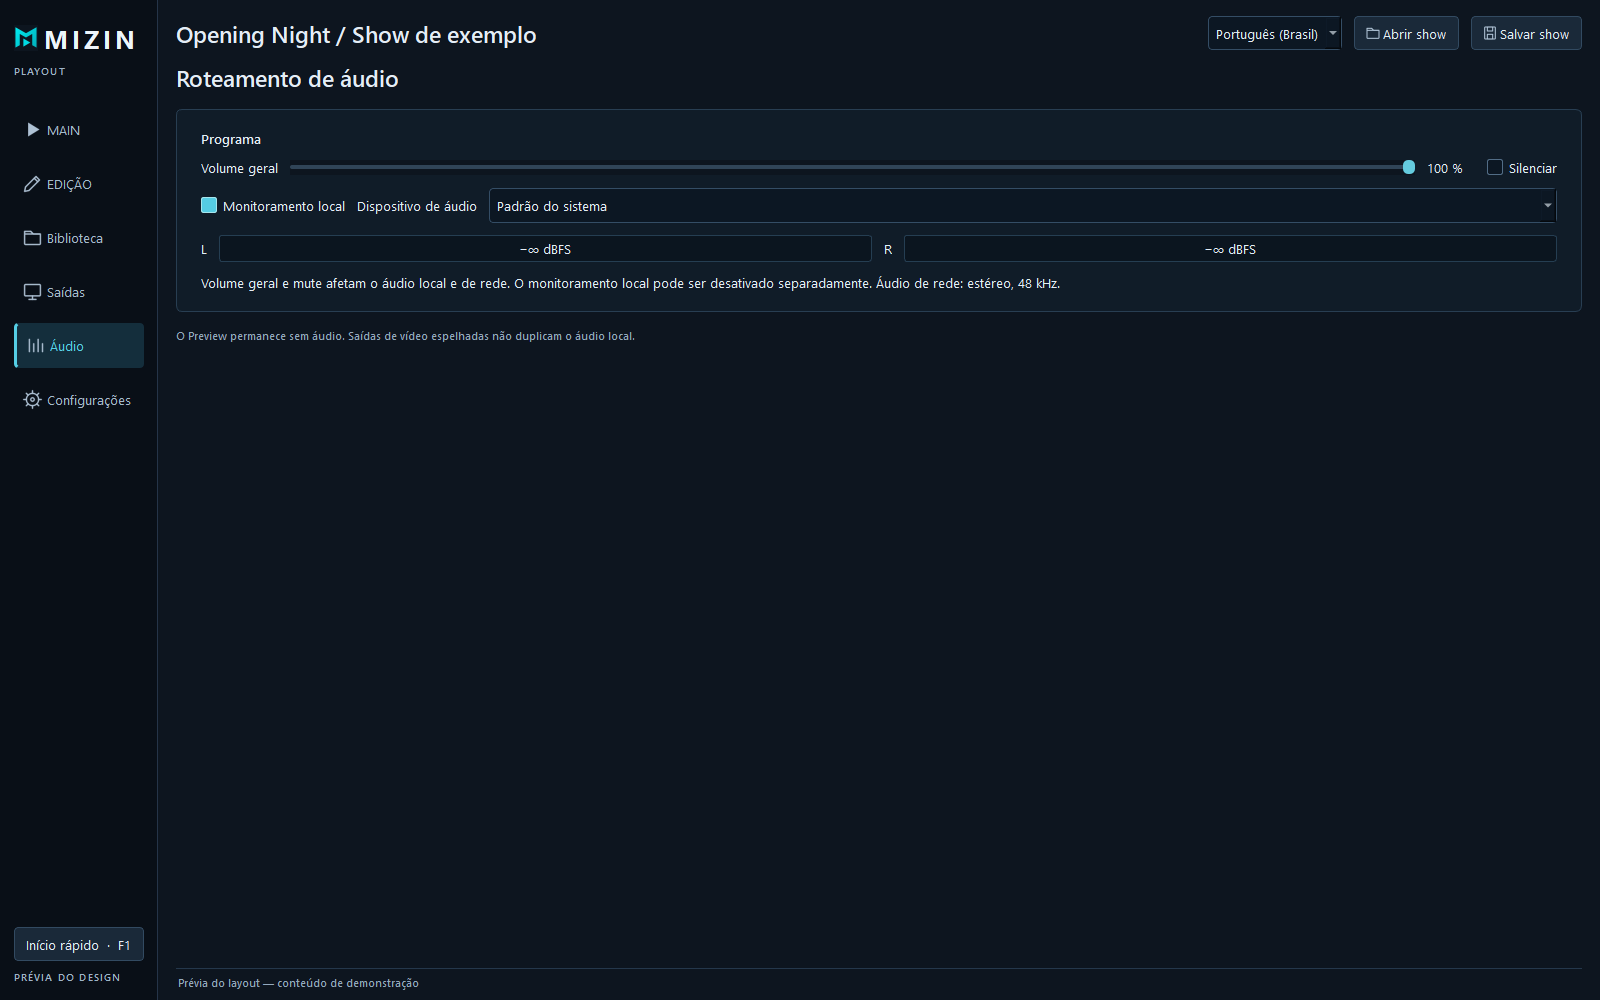 MIZIN
PLAYOUT
MAIN
EDIÇÃO
Biblioteca
Saídas
Áudio
Configurações
Início rápido · F1
PRÉVIA DO DESIGN
Opening Night / Show de exemplo
Português (Brasil)
Abrir show
Salvar show
Roteamento de áudio
Programa
Volume geral
100 %
Silenciar
Monitoramento local
Dispositivo de áudio
Padrão do sistema
L
−∞ dBFS
R
−∞ dBFS
Volume geral e mute afetam o áudio local e de rede. O monitoramento local pode ser desativado separadamente. Áudio de rede: estéreo, 48 kHz.
O Preview permanece sem áudio. Saídas de vídeo espelhadas não duplicam o áudio local.
Prévia do layout — conteúdo de demonstração